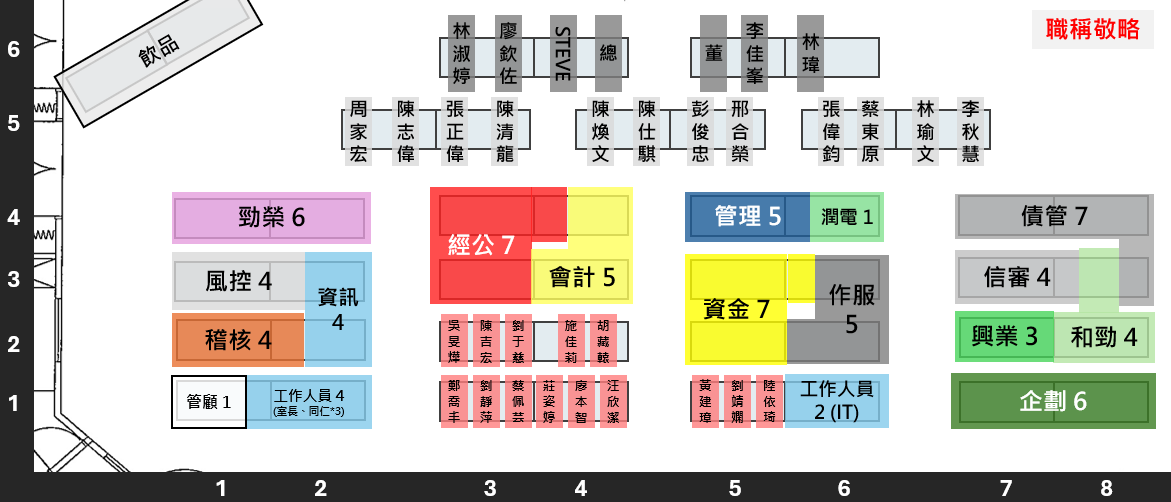 職稱敬略
飲品
6
林淑婷
廖欽佐
STEVE
總
董
李佳峯
林瑋
5
周家宏
陳志偉
張正偉
陳清龍
陳煥文
陳仕騏
彭俊忠
邢合榮
張偉鈞
蔡東原
林瑜文
李秋慧
4
勁榮 6
經公 7
管理 5
潤電 1
債管 7
3
風控 4
資訊
4
會計 5
資金 7
作服
5
信審 4
2
稽核 4
吳旻燁
陳吉宏
劉于慈
施佳莉
胡藏轅
興業 3
和勁 4
1
管顧 1
工作人員 4
(室長、同仁*3)
鄭喬丰
劉靜萍
蔡佩芸
莊姿婷
廖本智
汪欣潔
黃建璋
劉婧嫻
陸依琦
工作人員
2 (IT)
企劃 6
1
2
3
4
5
6
7
8